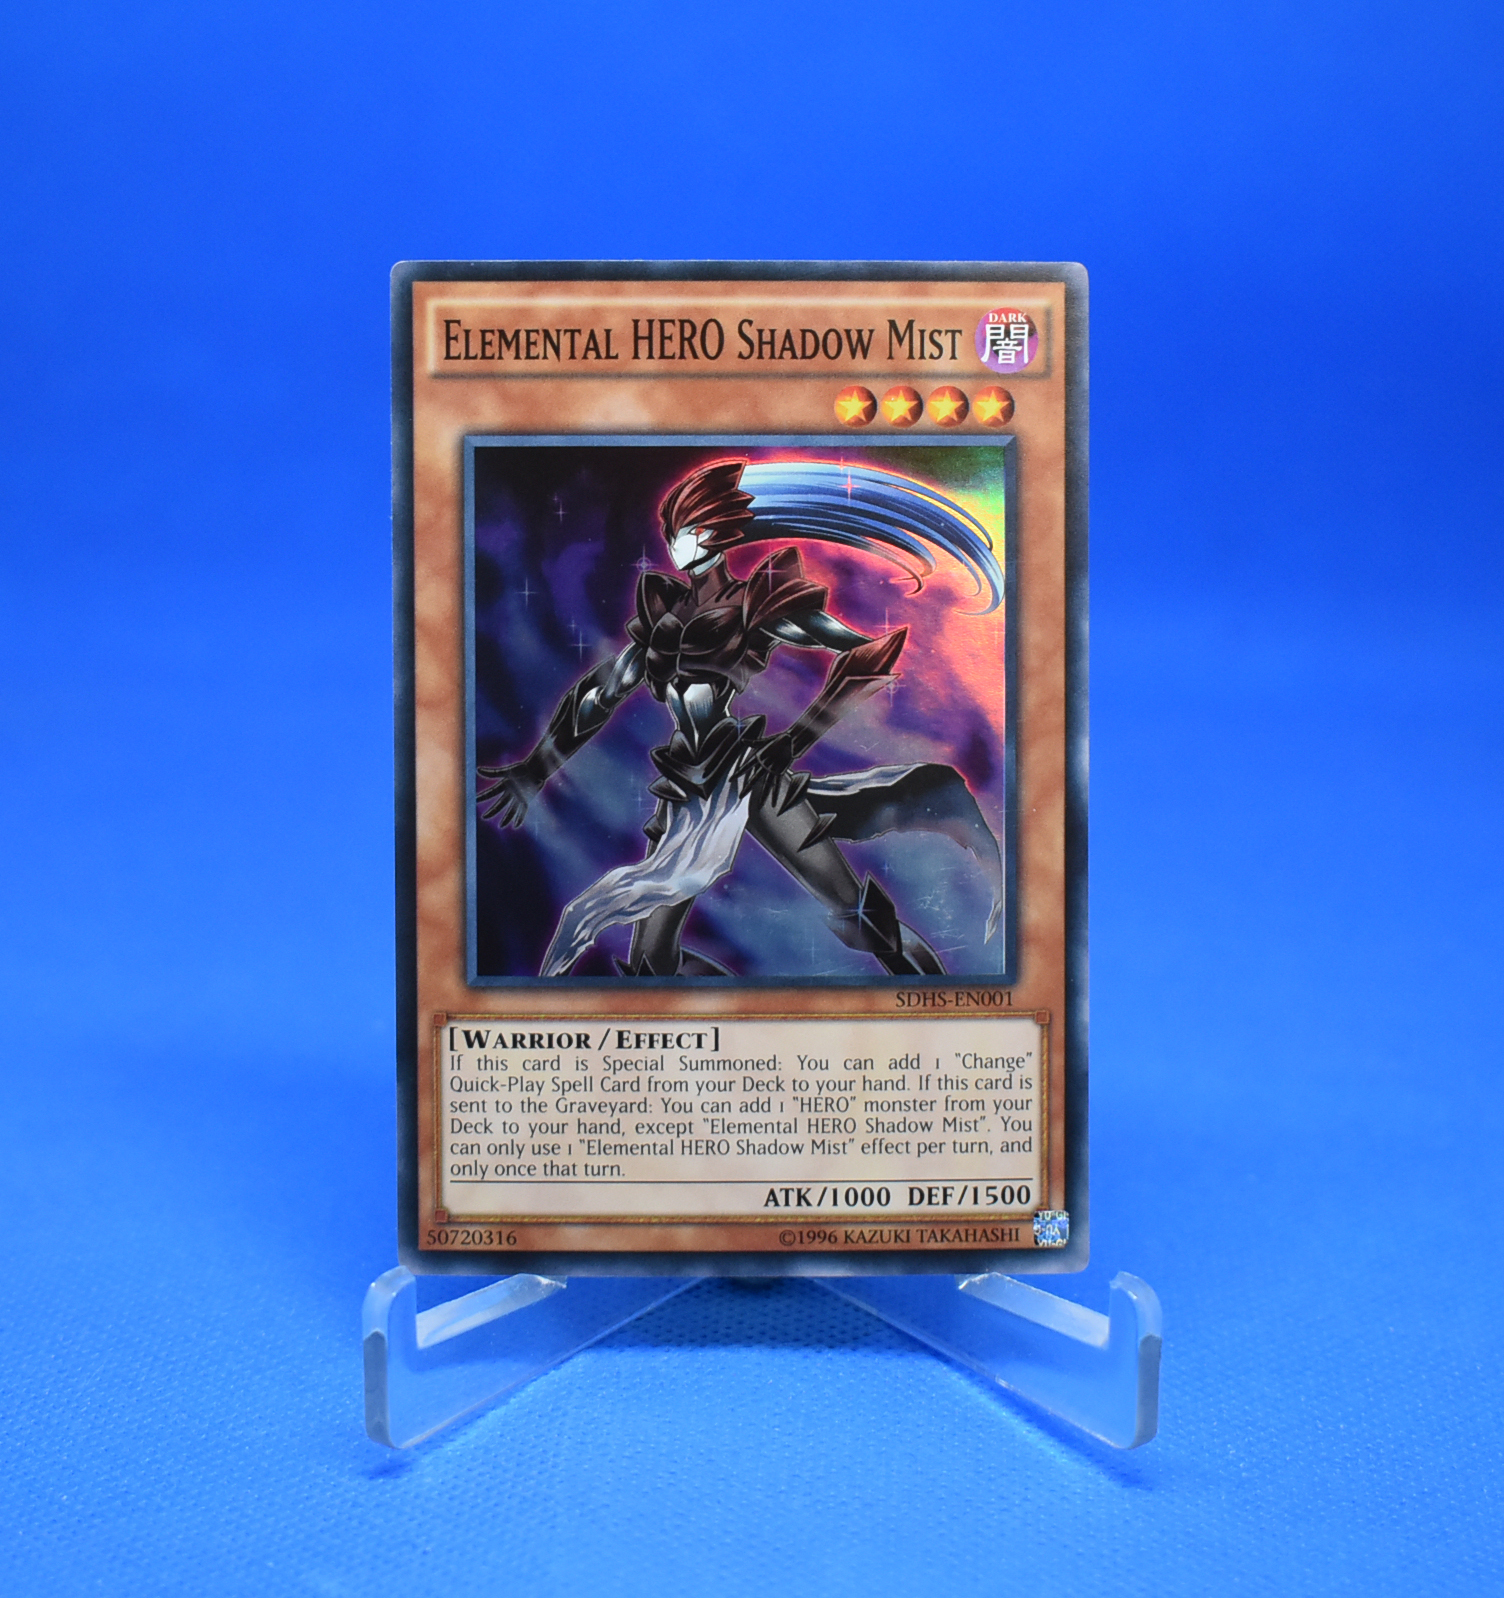 ELEMENTAL HERO SHADOW MIST
DARK
闇
SDHS-EN001
[WARRIOR / EFFECT]
If this card is Special Summoned: You can add 1 "Change"
Quick-Play Spell Card from your Deck to your hand. If this card is
sent to the Graveyard: You can add 1 "HERO" monster from your
Deck to your hand, except "Elemental HERO Shadow Mist". You
can only use 1 "Elemental HERO Shadow Mist" effect per turn, and
only once that turn.
ATK/1000 DEF/1500
50720316
©1996 KAZUKI TAKAHASHI